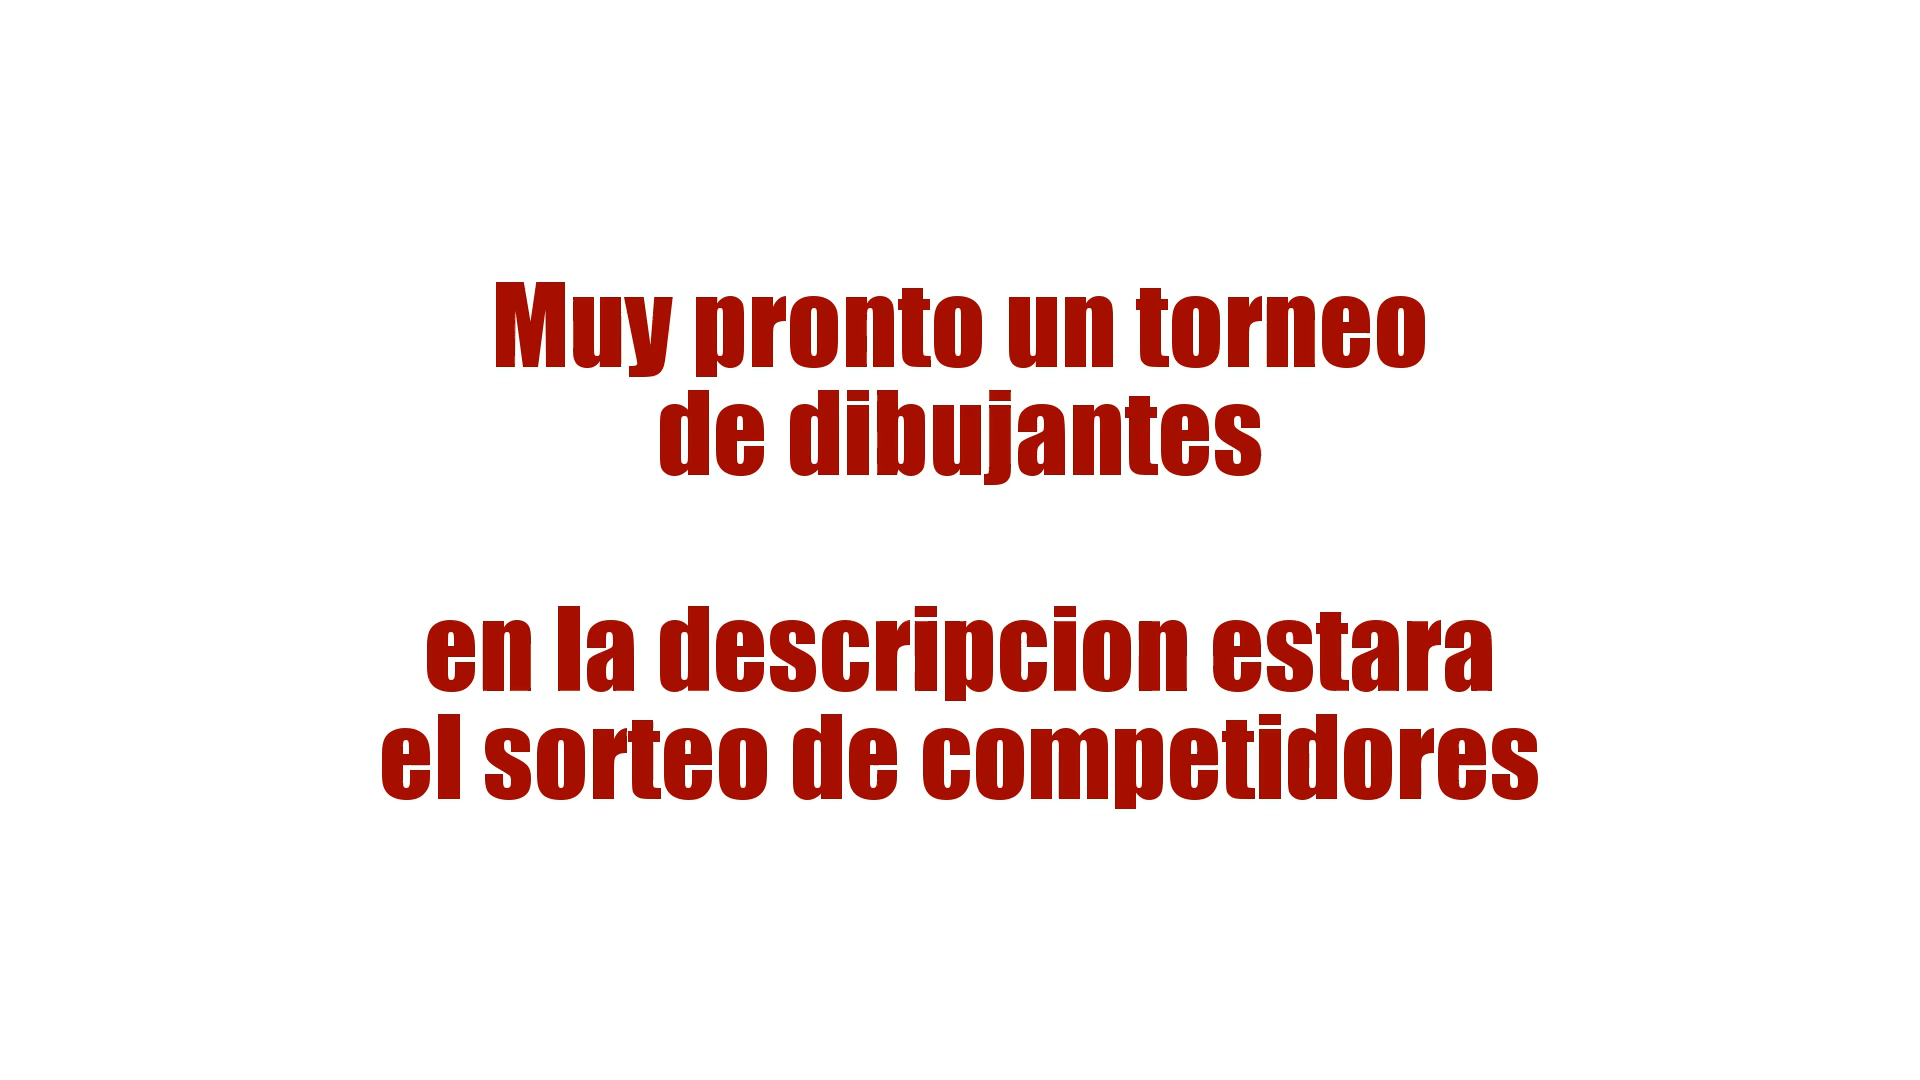 Muy pronto un torneo
de dibujantes
en la descripcion estara
el sorteo de competidores